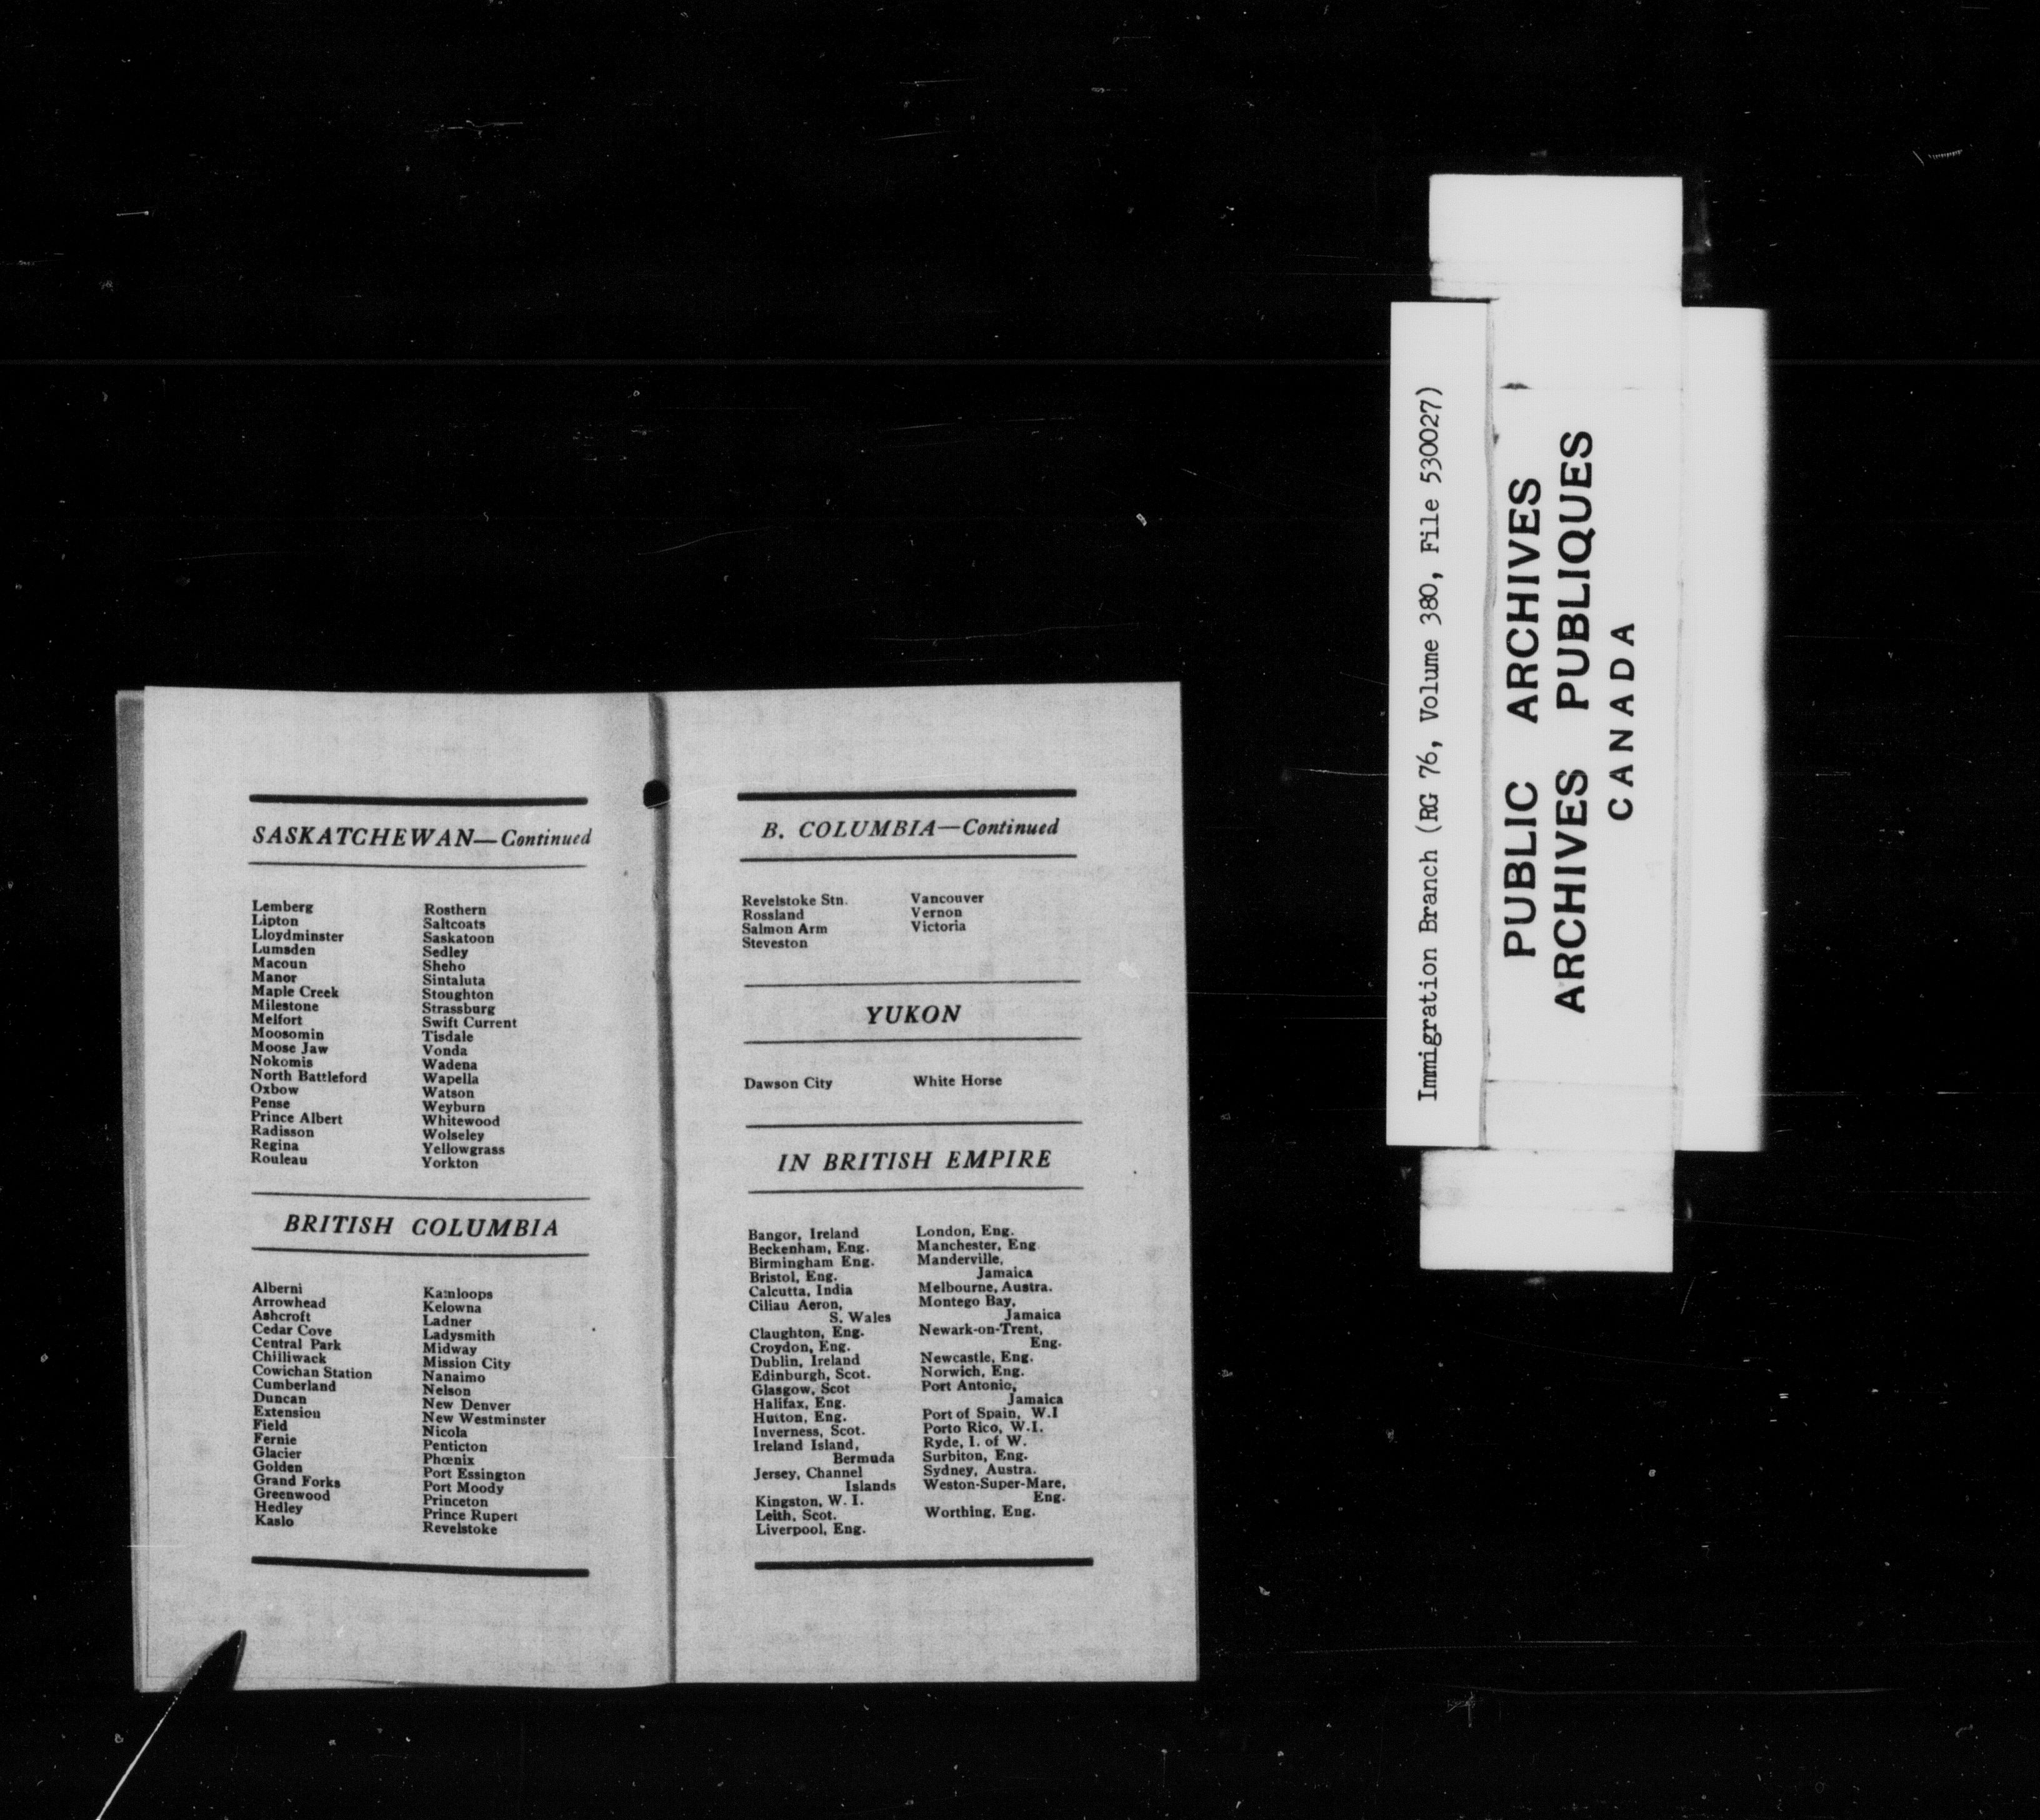 SASKATCHEWAN—Continued
Lemberg
Lipton
Lloydminster
Lumsden
Macoun
Manor
Maple Creek
Milestone
Melfort
Moosomin
Moose Jaw
Nokomis
North Battleford
Oxbow
Pense
Prince Albert
Radisson
Regina
Rouleau
Rosthern
Saltcoats
Saskatoon
Sedley
Sheho
Sintaluta
Stoughton
Strassburg
Swift Current
Tisdale
Vonda
Wadena
Wapella
Watson
Weyburn
Whitewood
Wolseley
Yellowgrass
Yorkton
BRITISH COLUMBIA
Alberni
Arrowhead
Ashcroft
Cedar Cove
Central Park
Chilliwack
Cowichan Station
Cumberland
Duncan
Extension
Field
Fernie
Glacier
Golden
Grand Forks
Greenwood
Hedley
Kaslo
Kamloops
Kelowna
Ladner
Ladysmith
Midway
Mission City
Nanaimo
Nelson
New Denver
New Westminster
Nicola
Penticton
Phœnix
Port Essington
Port Moody
Princeton
Prince Rupert
Revelstoke
B. COLUMBIA—Continued
Revelstoke Stn.
Rossland
Salmon Arm
Steveston
Vancouver
Vernon
Victoria
YUKON
Dawson City
White Horse
IN BRITISH EMPIRE
Bangor, Ireland
Beckenham, Eng.
Birmingham Eng.
Bristol, Eng.
Calcutta, India
Ciliau Aeron,
S. Wales
Claughton, Eng.
Croydon, Eng.
Dublin, Ireland
Edinburgh, Scot.
Glasgow, Scot
Halifax, Eng.
Hutton, Eng.
Inverness, Scot.
Ireland Island,
Bermuda
Jersey, Channel
Islands
Kingston, W. I.
Leith, Scot.
Liverpool, Eng.
London, Eng.
Manchester, Eng
Manderville,
Jamaica
Melbourne, Austra.
Montego Bay,
Jamaica
Newark-on-Trent,
Eng.
Newcastle, Eng.
Norwich, Eng.
Port Antonio,
Jamaica
Port of Spain, W.I
Porto Rico, W.I.
Ryde, I. of W.
Surbiton, Eng.
Sydney, Austra.
Weston-Super-Mare,
Eng.
Worthing, Eng.
Immigration Branch (RG 76, Volume 380, File 530027)
PUBLIC ARCHIVES
ARCHIVES PUBLIQUES
CANADA